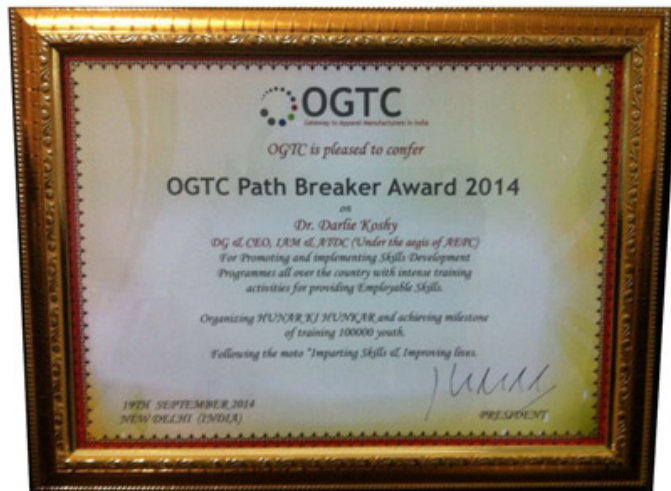 OGTC
Gateway to Apparel Manufacturers in India
OGTC is pleased to confer
OGTC Path Breaker Award 2014
on
Dr. Darlie Koshy
DG & CEO, IAM & ATDC (Under the aegis of AEPC)
For Promoting and implementing Skills Development
Programmes all over the country with intense training
activities for providing Employable Skills.
Organizing HUNAR KI HUNKAR and achieving milestone
of training 100000 youth.
Following the moto "Imparting Skills & Improving lives.
19TH SEPTEMBER 2014
NEW DELHI (INDIA)
PRESIDENT